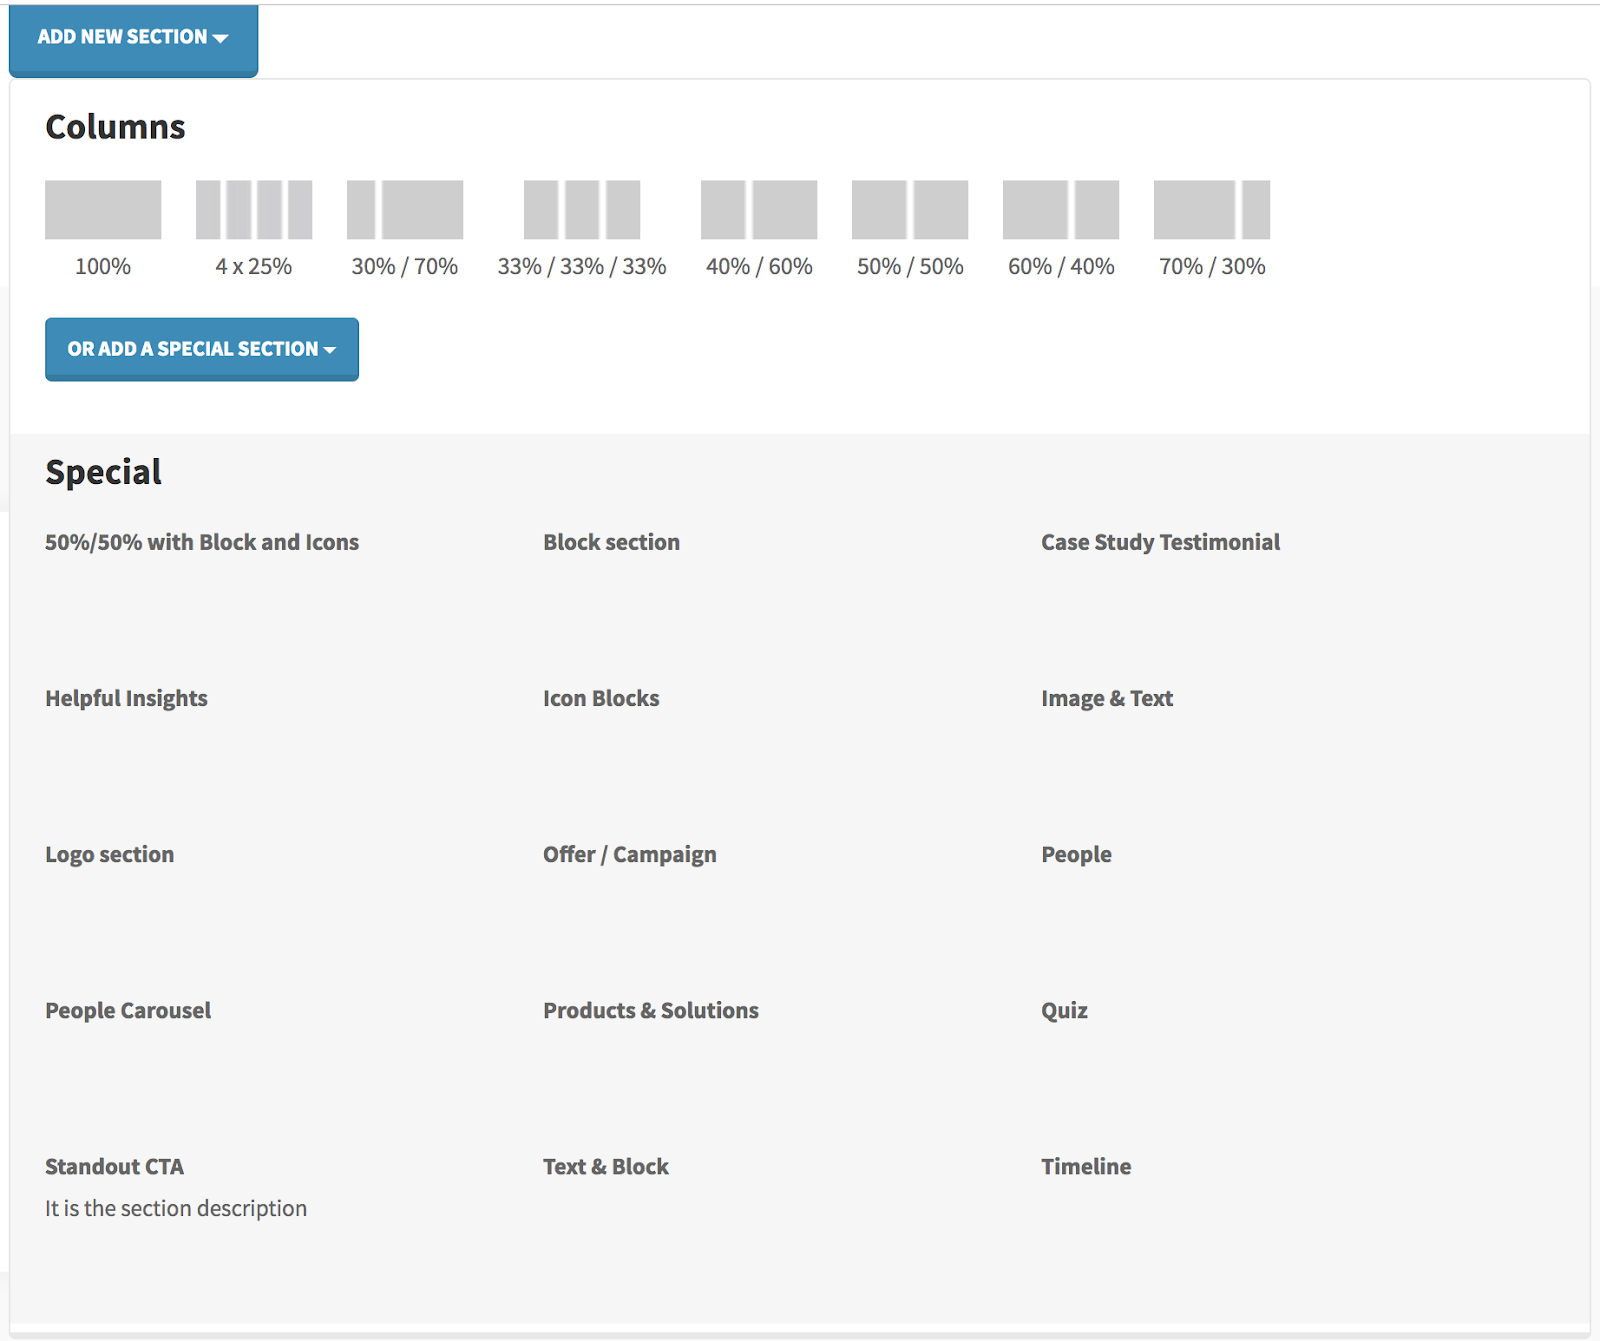 ADD NEW SECTION
Columns
100% 4 x 25% 30% / 70% 33% / 33% / 33% 40% / 60% 50% / 50% 60% / 40% 70% / 30%
OR ADD A SPECIAL SECTION
Special
50%/50% with Block and Icons Block section Case Study Testimonial
Helpful Insights Icon Blocks Image & Text
Logo section Offer / Campaign People
People Carousel Products & Solutions Quiz
Standout CTA Text & Block Timeline
It is the section description